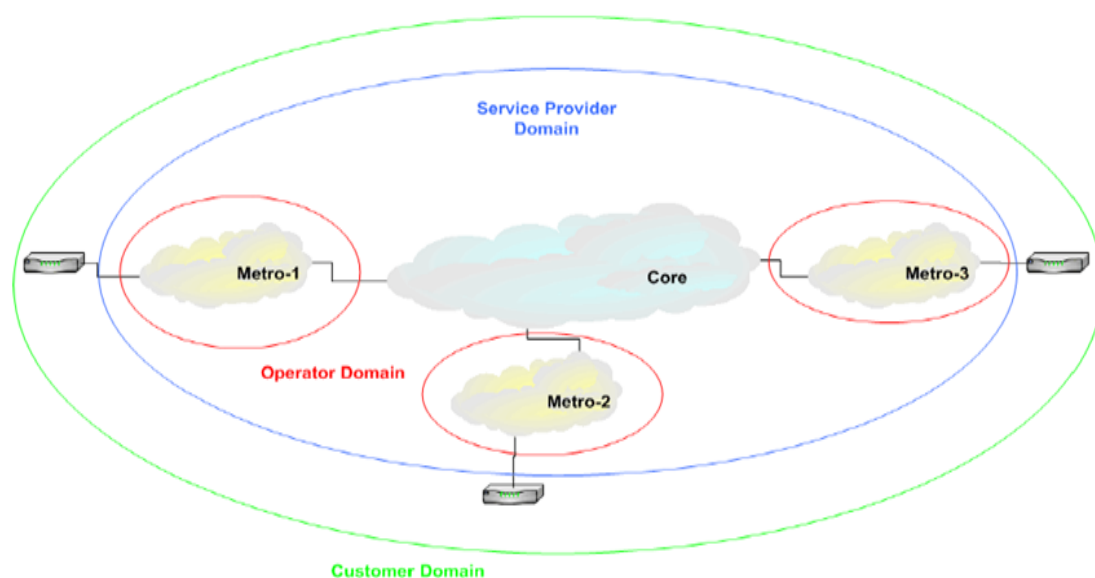 Service Provider
Domain
Metro-1
Core
Metro-3
Operator Domain
Metro-2
Customer Domain